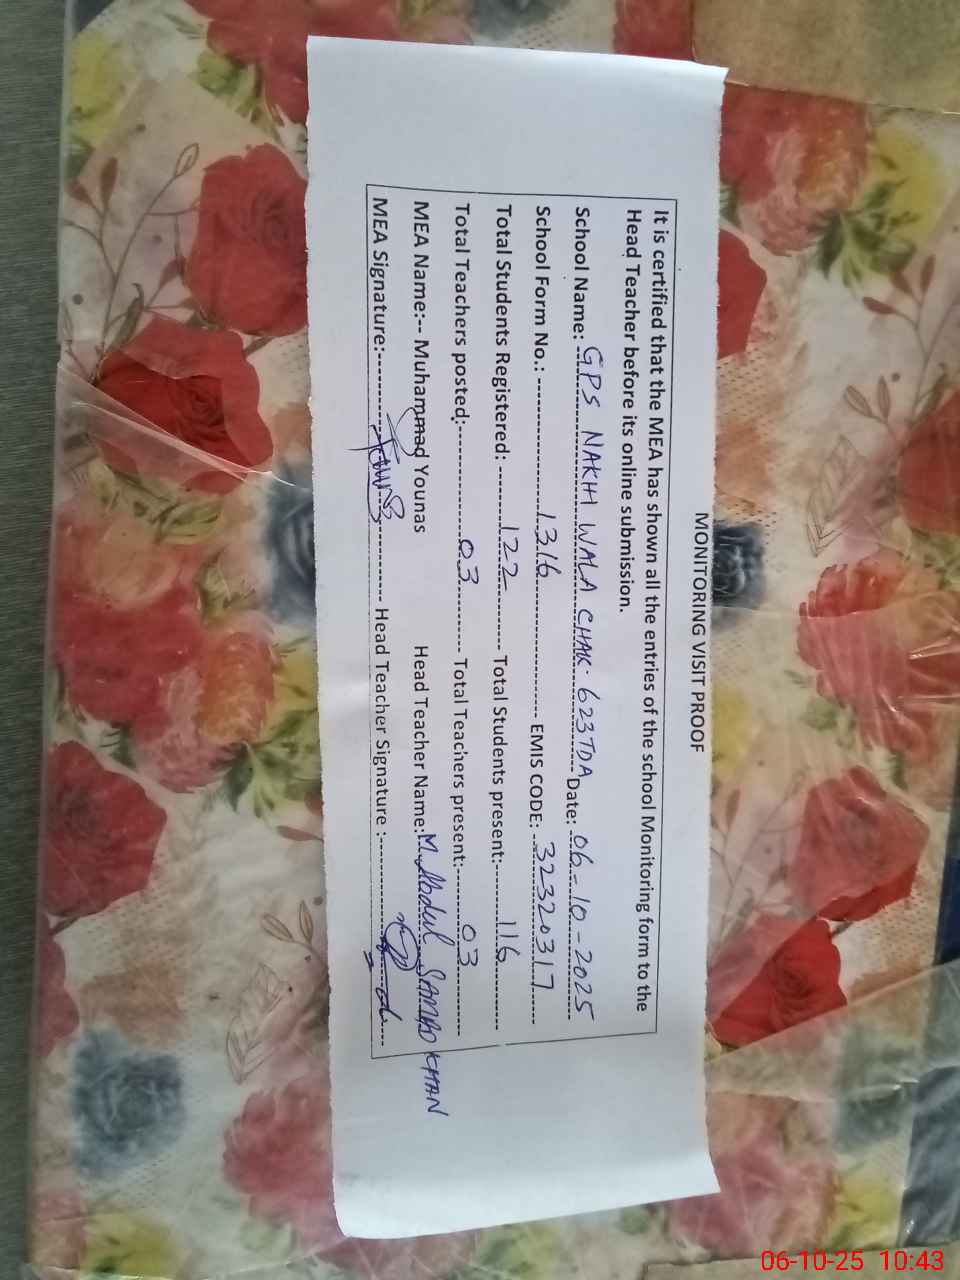 MONITORING VISIT PROOF
It is certified that the MEA has shown all the entries of the school Monitoring form to the
Head Teacher before its online submission.
School Name: GPS NAKHI WALA CHAK. 623TDA Date: 06-10-2025
School Form No.: 1316 EMIS CODE: 32320317
Total Students Registered: 122 Total Students present: 116
Total Teachers posted: 03 Total Teachers present: 03
MEA Name:-- Muhammad Younas Head Teacher Name: M. Abdul KHAN
MEA Signature: Head Teacher Signature :
06-10-25 10:43